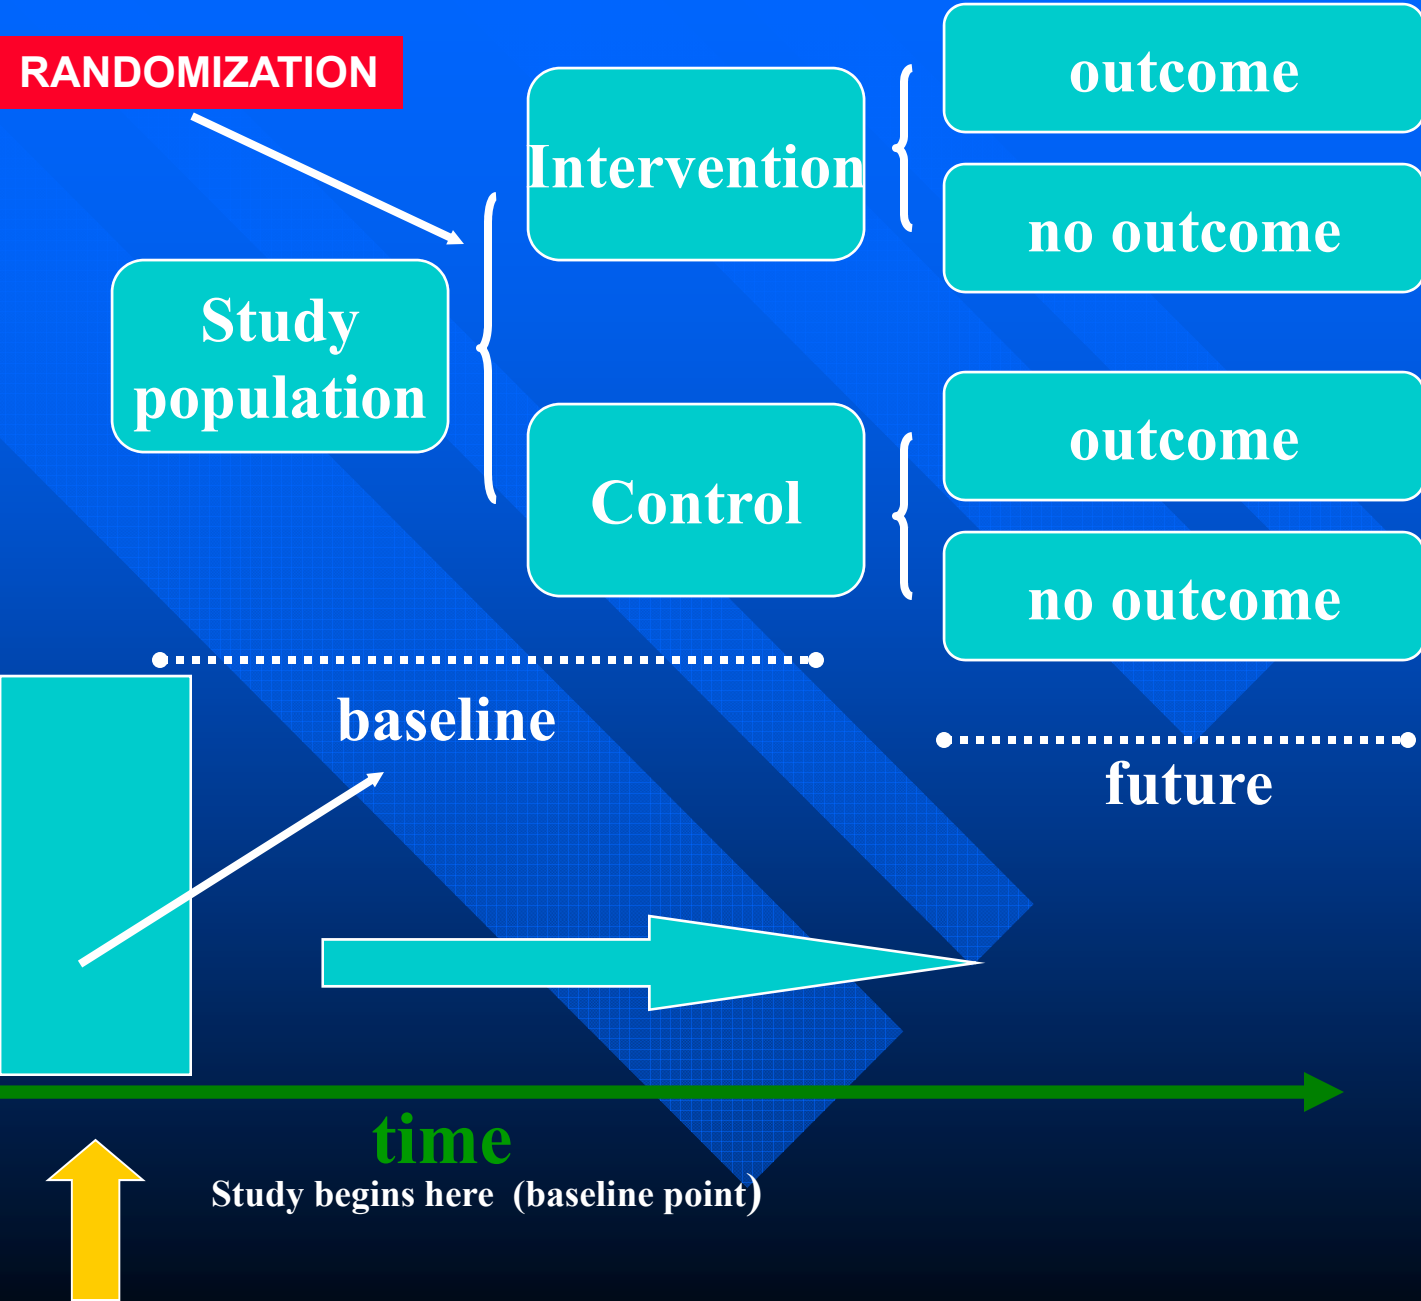 RANDOMIZATION
outcome
Intervention
no outcome
Study
population
outcome
Control
no outcome
baseline
future
time
Study begins here  (baseline point)